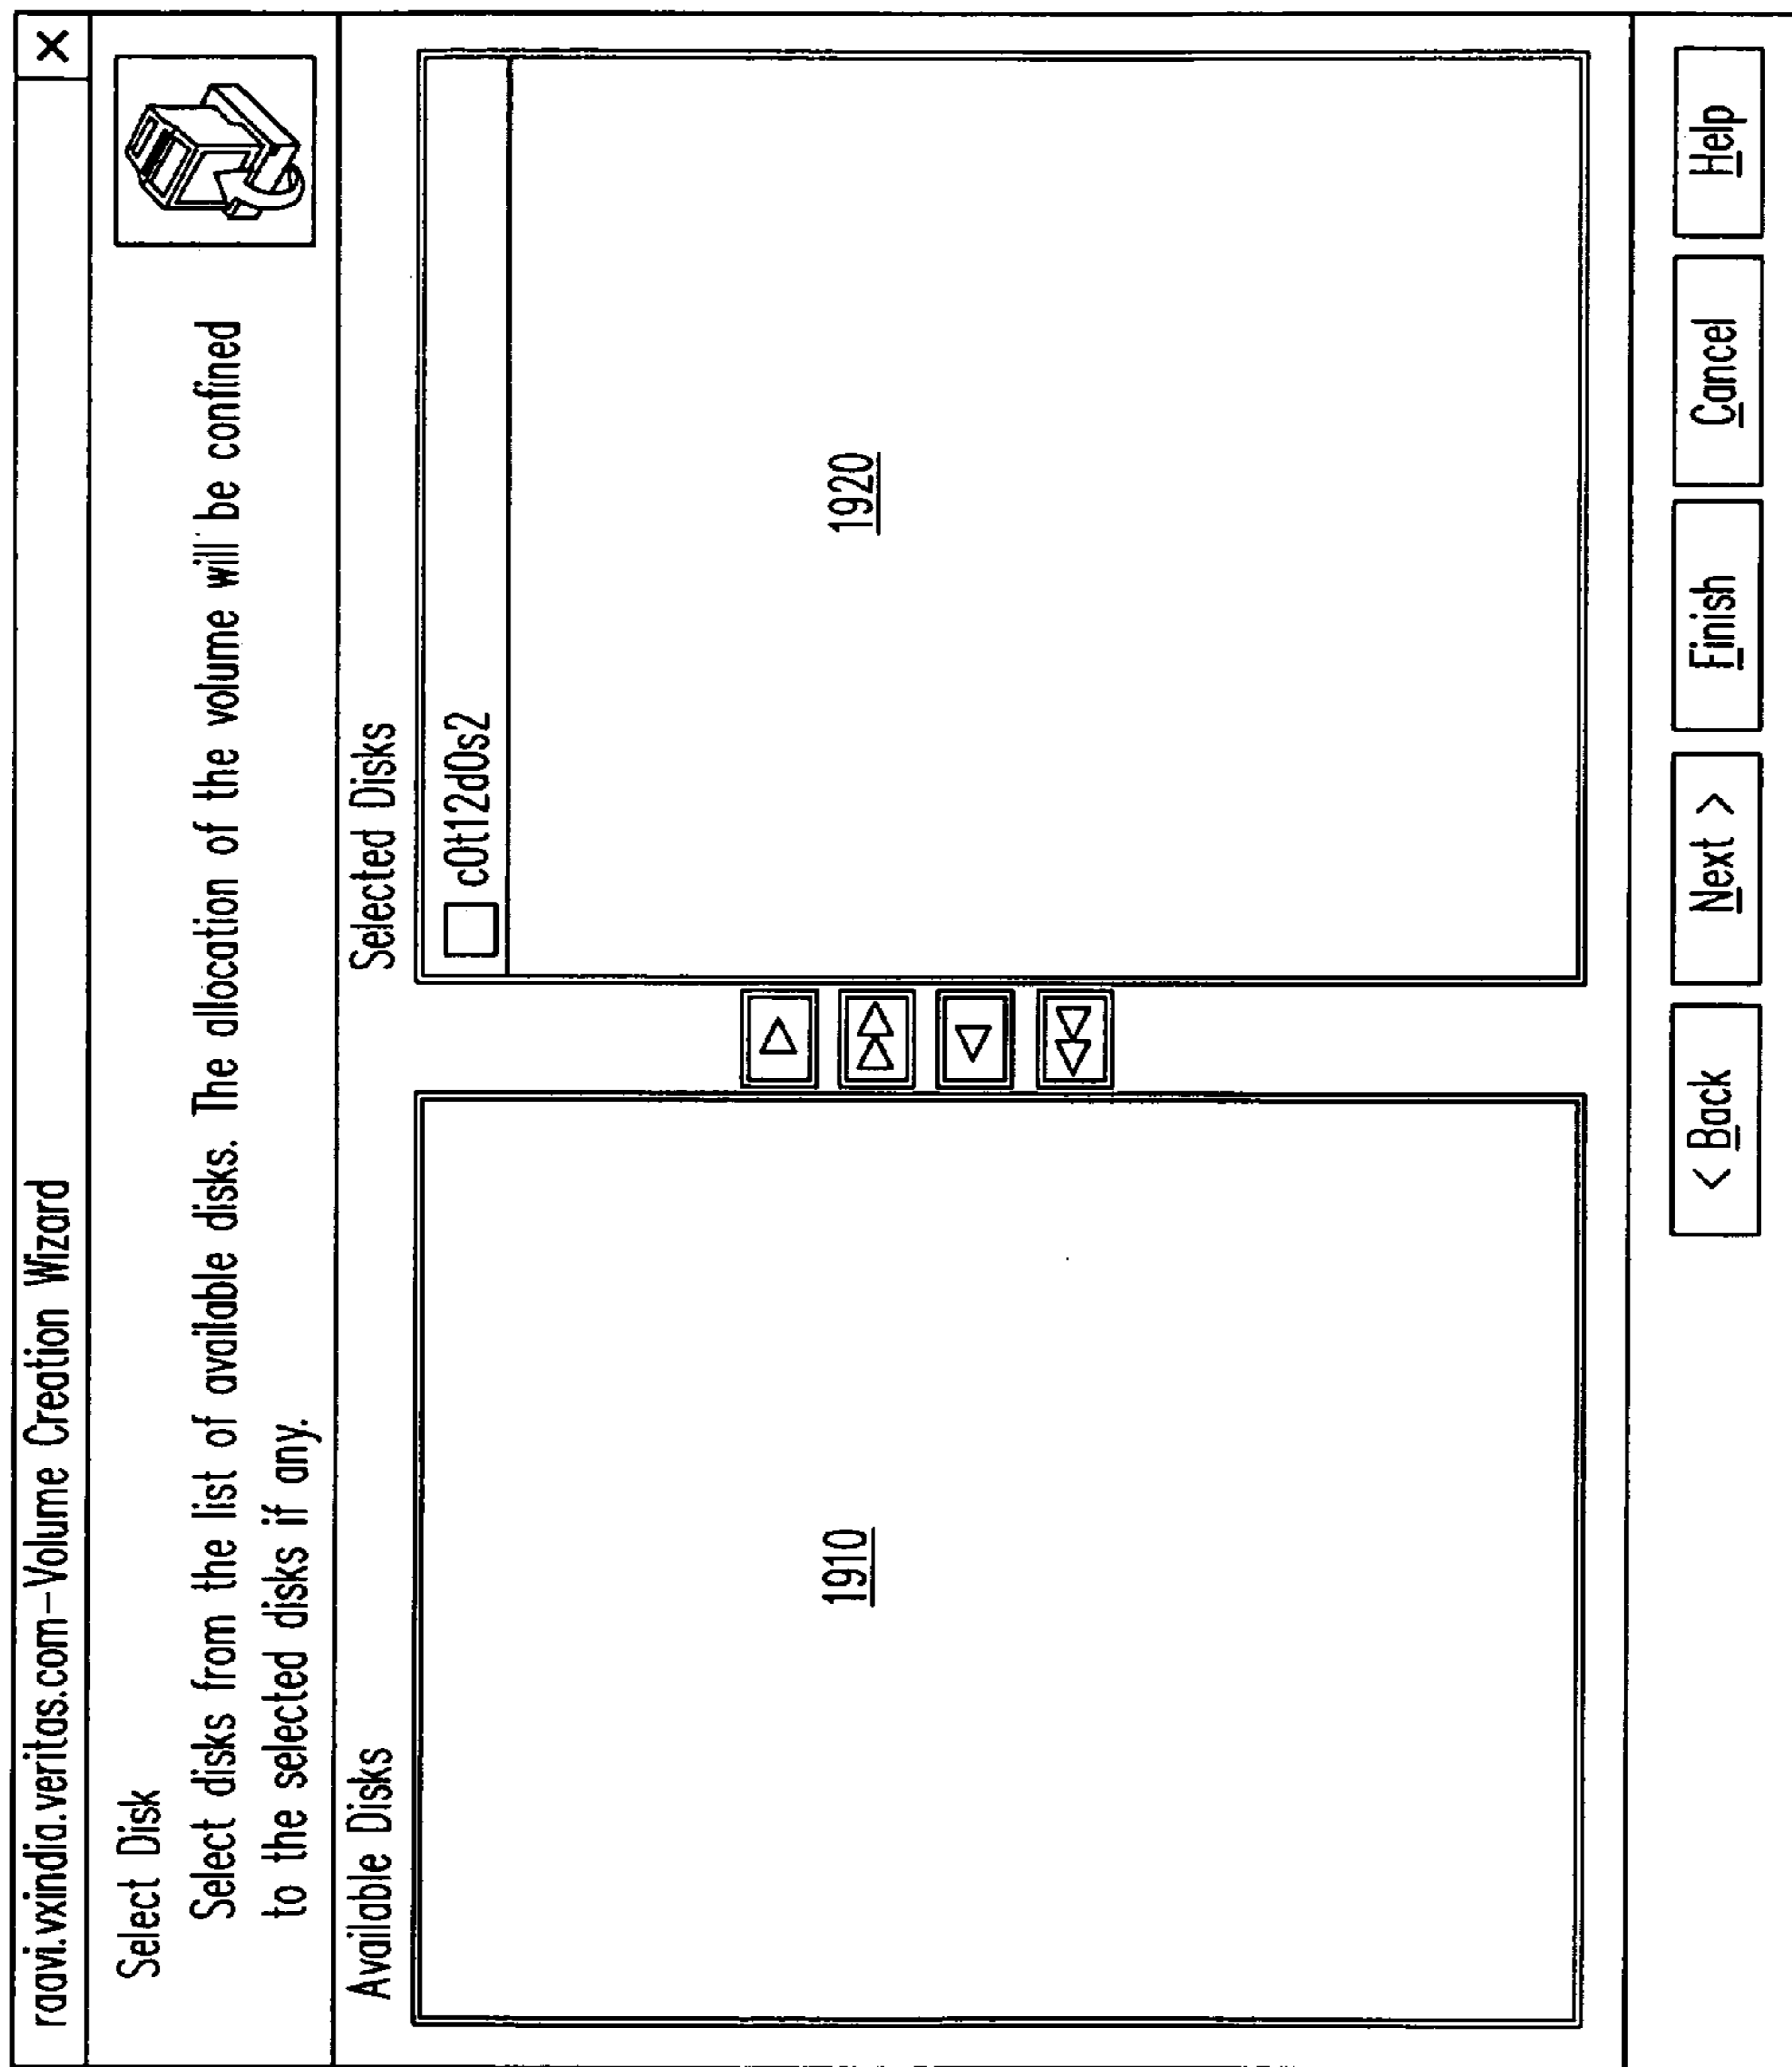 raavi.vxindia.veritas.com-Volume Creation Wizard X
Select Disk
Select disks from the list of available disks. The allocation of the volume will be confined
to the selected disks if any.
Available Disks
Selected Disks
c0t12d0s2
1910
1920
< Back
Next >
Finish
Cancel
Help